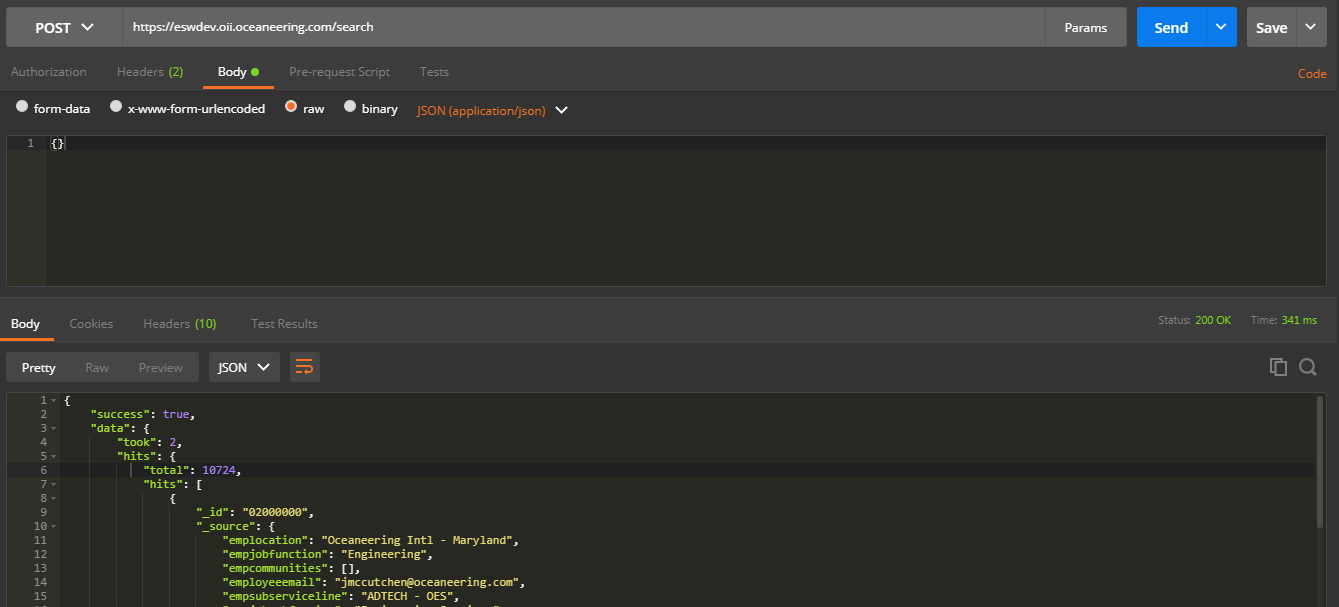 POST https://eswdev.oii.oceaneering.com/search Params Send Save
Authorization Headers (2) Body Pre-request Script Tests Code
form-data x-www-form-urlencoded raw binary JSON (application/json)
1 {}
Body Cookies Headers (10) Test Results Status: 200 OK Time: 341 ms
Pretty Raw Preview JSON
1 {
2 "success": true,
3 "data": {
4 "took": 2,
5 "hits": {
6 "total": 10724,
7 "hits": [
8 {
9 "_id": "02000000",
10 "_source": {
11 "emplocation": "Oceaneering Intl - Maryland",
12 "empjobfunction": "Engineering",
13 "empcommunities": [],
14 "employeeemail": "jmccutchen@oceaneering.com",
15 "empsubserviceline": "ADTECH - OES",